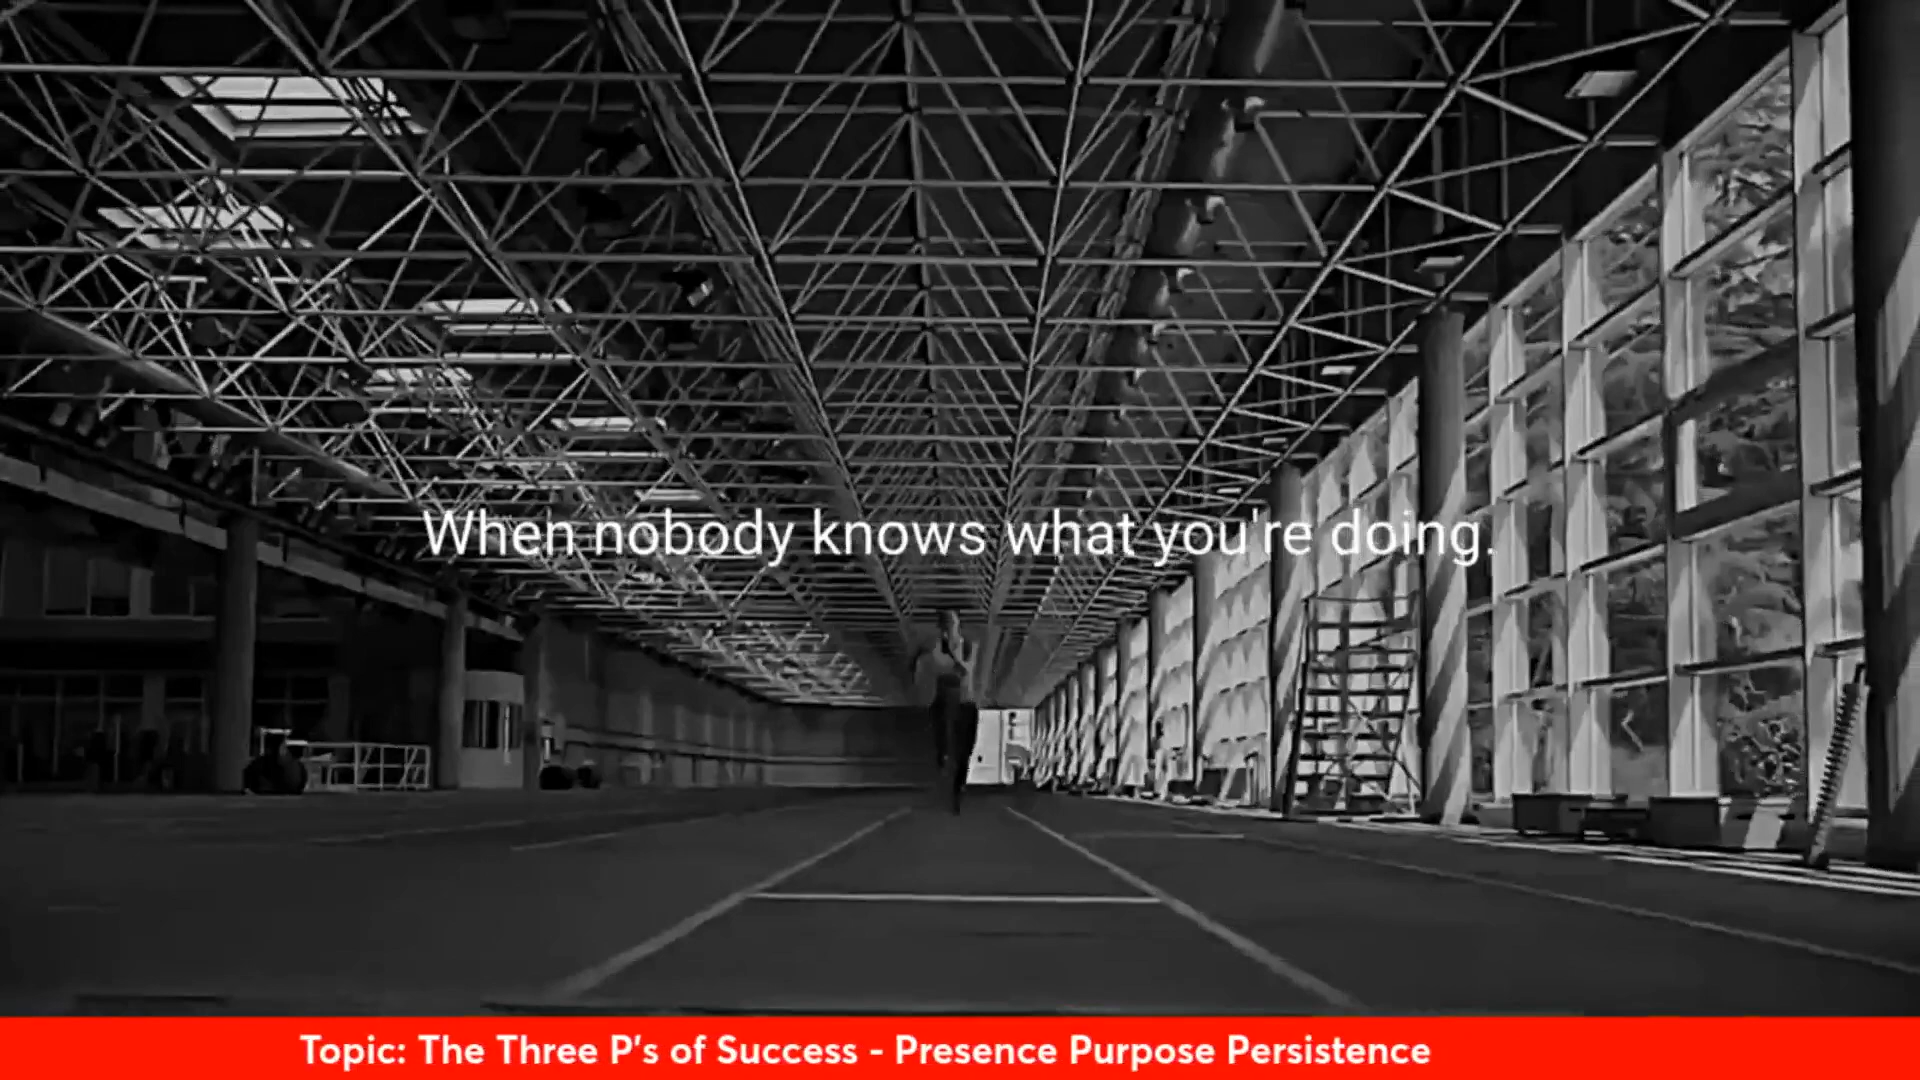 When nobody knows what you're doing.
Topic: The Three P's of Success - Presence Purpose Persistence